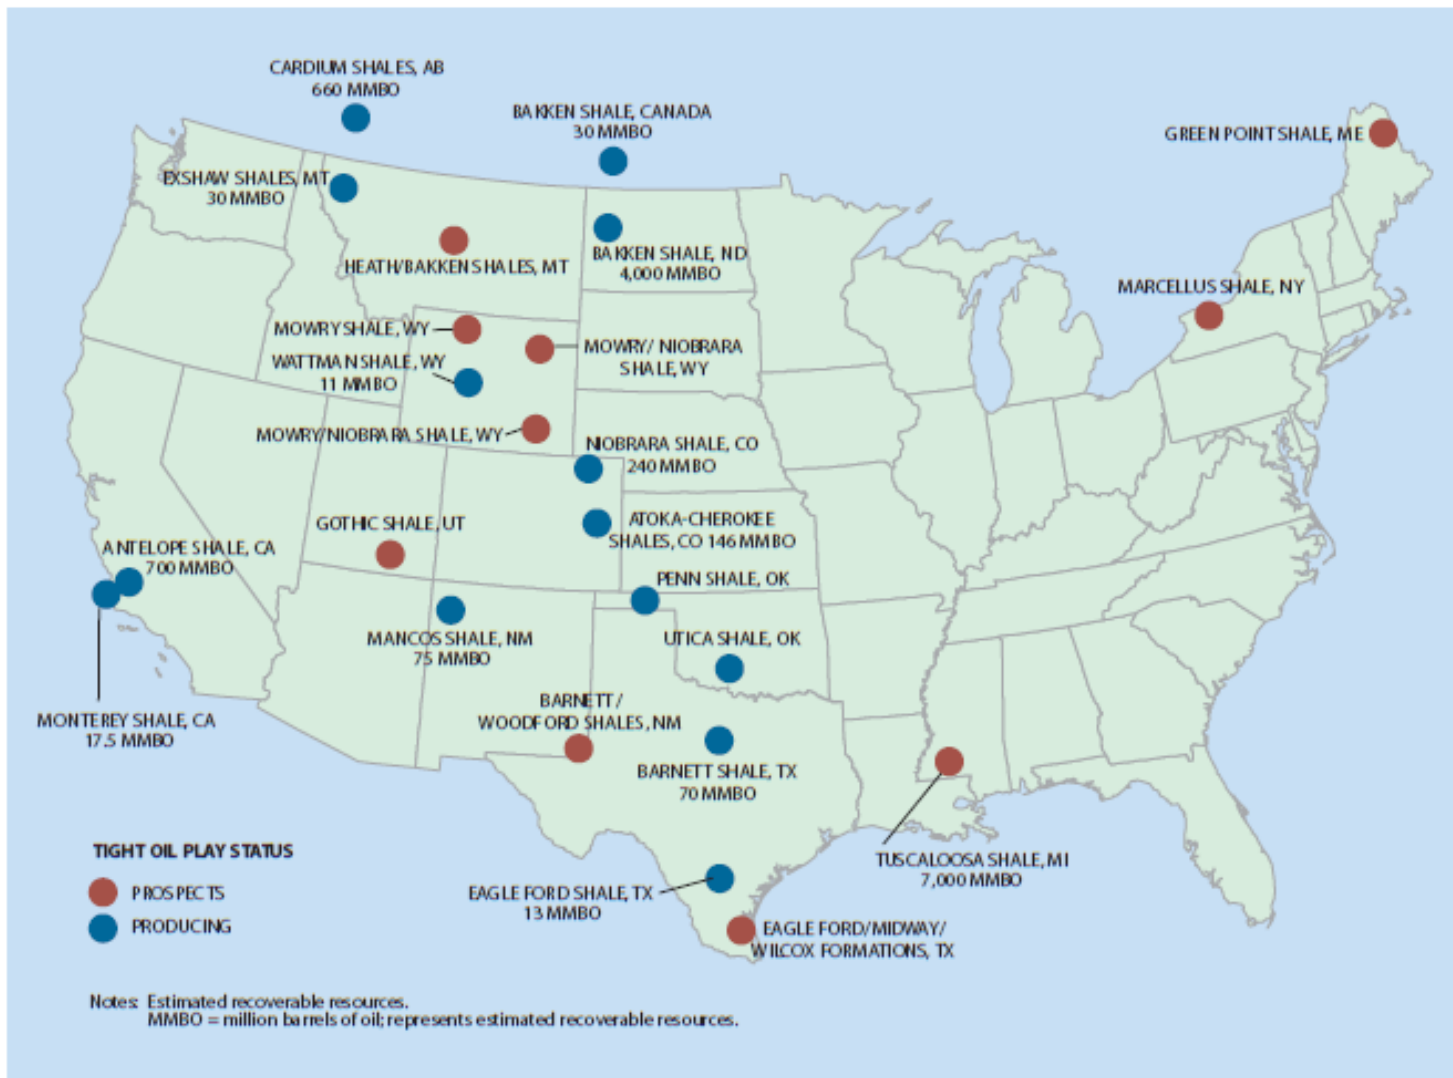 CARDIUM SHALES, AB
660 MMBO
BAKKEN SHALE, CANADA
30 MMBO
GREEN POINT SHALE, ME
EXSHAW SHALES, MT
30 MMBO
HEATH/BAKKEN SHALES, MT
BAKKEN SHALE, ND
4,000 MMBO
MARCELLUS SHALE, NY
MOWRY SHALE, WY
WATTMAN SHALE, WY
11 MMBO
MOWRY/ NIOBRARA
SHALE, WY
MOWRY/NIOBRARA SHALE, WY
NIOBRARA SHALE, CO
240 MMBO
GOTHIC SHALE, UT
ATOKA-CHEROKEE
SHALES, CO 146 MMBO
ANTELOPE SHALE, CA
700 MMBO
PENN SHALE, OK
MANCOS SHALE, NM
75 MMBO
UTICA SHALE, OK
BARNETT/
WOODFORD SHALES, NM
MONTEREY SHALE, CA
17.5 MMBO
BARNETT SHALE, TX
70 MMBO
TUSCALOOSA SHALE, MI
7,000 MMBO
EAGLE FORD SHALE, TX
13 MMBO
EAGLE FORD/MIDWAY/
WILCOX FORMATIONS, TX
TIGHT OIL PLAY STATUS
PROSPECTS
PRODUCING
Notes: Estimated recoverable resources.
MMBO = million barrels of oil; represents estimated recoverable resources.